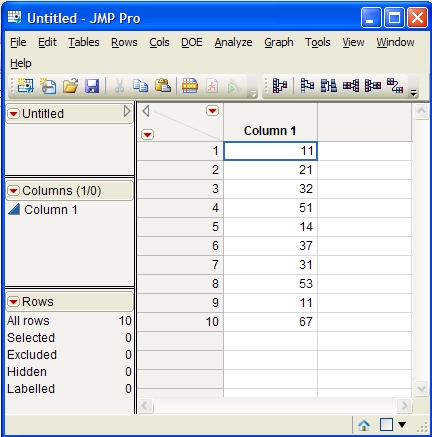 Untitled - JMP Pro
File Edit Tables Rows Cols DOE Analyze Graph Tools View Window
Help
Untitled
Columns (1/0)
Column 1
Rows
All rows 10
Selected 0
Excluded 0
Hidden 0
Labelled 0
Column 1
1 11
2 21
3 32
4 51
5 14
6 37
7 31
8 53
9 11
10 67